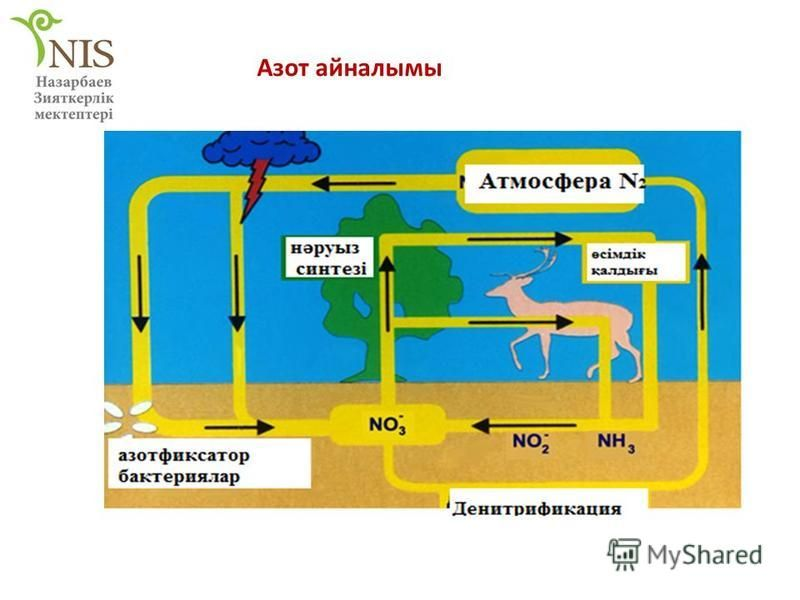 NIS
Назарбаев
Зияткерлік
мектептері
Азот айналымы
Атмосфера N₂
нәруыз
синтезі
өсімдік
қалдығы
NO₃⁻
NO₂⁻ NH₃
азотфиксатор
бактериялар
Денитрификация
MyShared